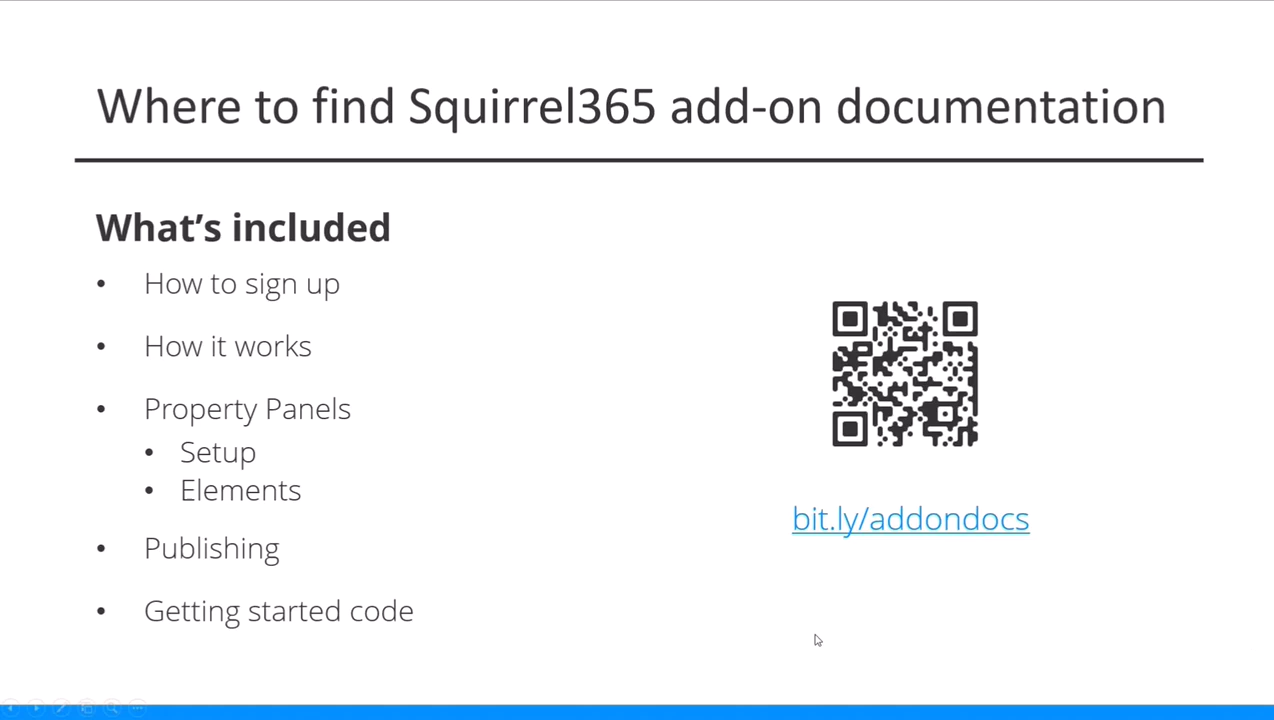 Where to find Squirrel365 add-on documentation
What's included
• How to sign up
• How it works
• Property Panels
• Setup
• Elements
• Publishing
• Getting started code
bit.ly/addondocs